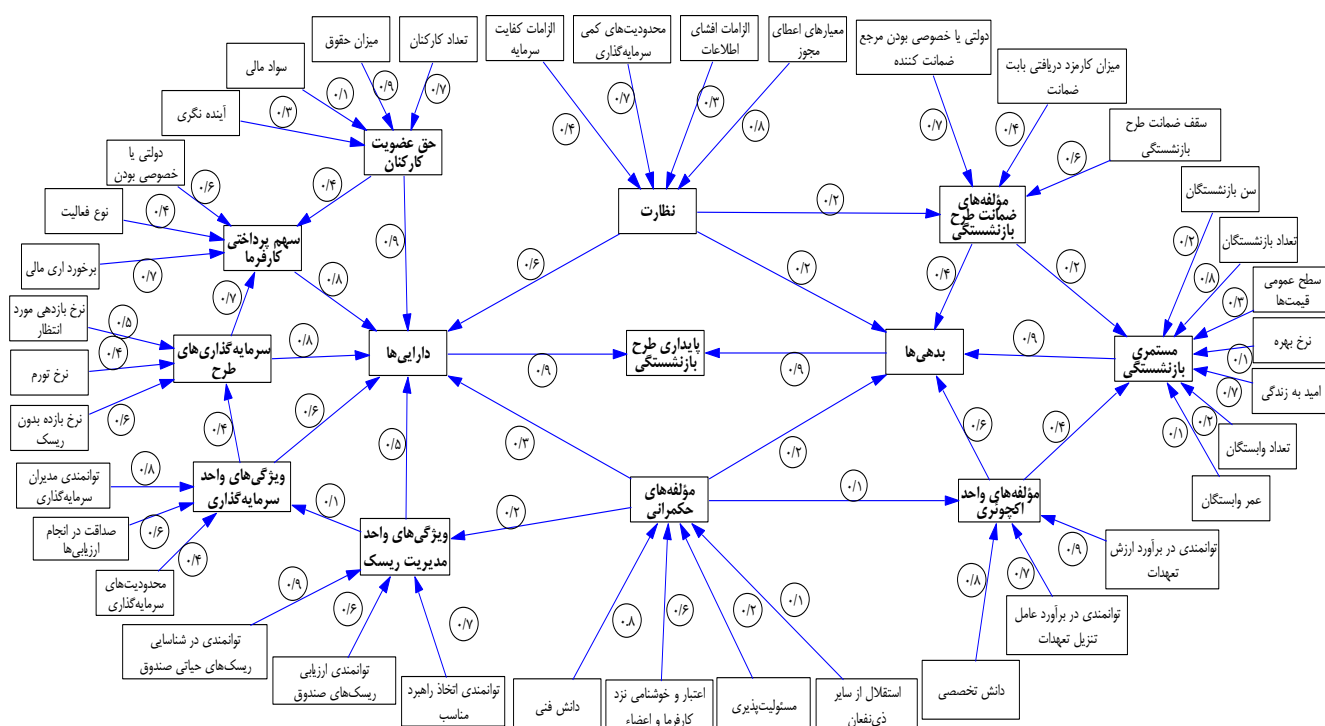 الزامات کفایت
سرمایه
محدودیت‌های کمی
سرمایه‌گذاری
الزامات افشای
اطلاعات
معیارهای اعطای
مجوز
دولتی یا خصوصی بودن مرجع
ضمانت کننده
میزان کارمزد دریافتی بابت
ضمانت
سقف ضمانت طرح
بازنشستگی
تعداد کارکنان
میزان حقوق
سواد مالی
آینده نگری
۰/۷
۰/۹
۰/۱
۰/۳
حق عضویت
کارکنان
۰/۴
۰/۷
۰/۳
۰/۸
۰/۷
۰/۴
۰/۶
دولتی یا
خصوصی بودن
نوع فعالیت
برخورد اری مالی
۰/۶
۰/۴
۰/۷
۰/۴
۰/۹
سهم پرداختی
کارفرما
۰/۸
۰/۷
نظارت
۰/۲
۰/۶
۰/۲
مؤلفه‌های
ضمانت طرح
بازنشستگی
۰/۴
۰/۲
سن بازنشستگان
تعداد بازنشستگان
سطح عمومی
قیمت‌ها
نرخ بهره
امید به زندگی
تعداد وابستگان
عمر وابستگان
۰/۲
۰/۸
۰/۳
۰/۱
۰/۷
۰/۲
۰/۱
نرخ بازدهی مورد
انتظار
نرخ تورم
نرخ بازده بدون
ریسک
۰/۵
۰/۴
۰/۶
سرمایه‌گذاری‌های
طرح
۰/۸
دارایی‌ها
۰/۹
پایداری طرح
بازنشستگی
۰/۹
بدهی‌ها
۰/۹
مستمری
بازنشستگی
۰/۴
۰/۶
۰/۵
۰/۳
۰/۲
۰/۶
۰/۴
توانمندی مدیران
سرمایه‌گذاری
صداقت در انجام
ارزیابی‌ها
محدودیت‌های
سرمایه‌گذاری
۰/۸
۰/۶
۰/۴
ویژگی‌های واحد
سرمایه‌گذاری
۰/۱
ویژگی‌های واحد
مدیریت ریسک
۰/۲
مؤلفه‌های
حکمرانی
۰/۱
مؤلفه‌های واحد
اکچوئری
۰/۹
۰/۶
۰/۷
۰.۸
۰/۶
۰/۲
۰/۱
۰/۸
۰/۷
۰/۹
توانمندی در شناسایی
ریسک‌های حیاتی صندوق
توانمندی ارزیابی
ریسک‌های صندوق
توانمندی اتخاذ راهبرد
مناسب
دانش فنی
اعتبار و خوشنامی نزد
کارفرما و اعضاء
مسئولیت‌پذیری
استقلال از سایر
ذی‌نفعان
دانش تخصصی
توانمندی در برآورد عامل
تنزیل تعهدات
توانمندی در برآورد ارزش
تعهدات